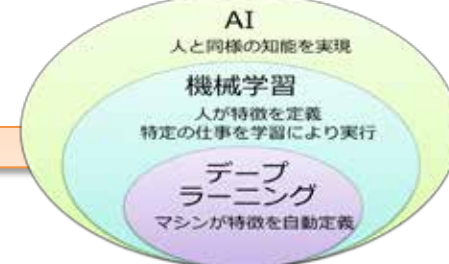 AI
人と同様の知能を実現
機械学習
人が特徴を定義
特定の仕事を学習により実行
デープ
ラーニング
マシンが特徴を自動定義